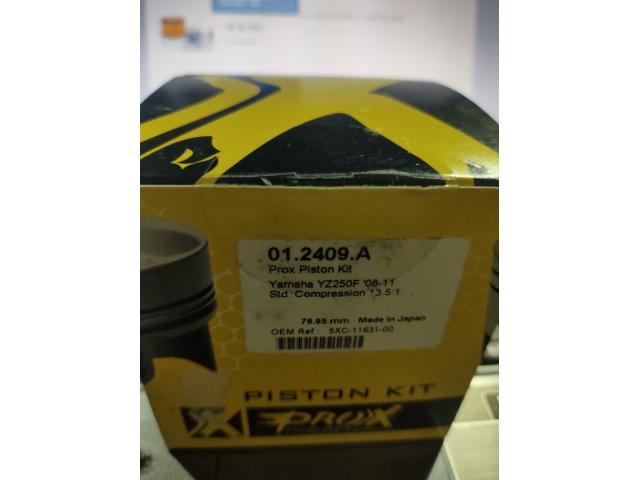 01.2409.A
Prox Piston Kit
Yamaha YZ250F '08-11
Std. Compression 13.5:1
76.95 mm Made in Japan
OEM Ref.: 5XC-11631-00
PISTON KIT
PROX